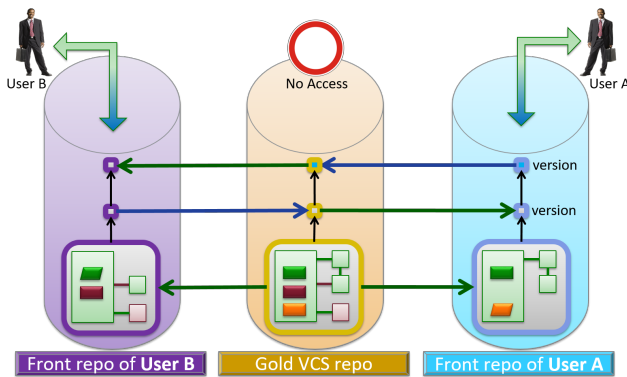 User B
No Access
User A
version
version
Front repo of User B
Gold VCS repo
Front repo of User A